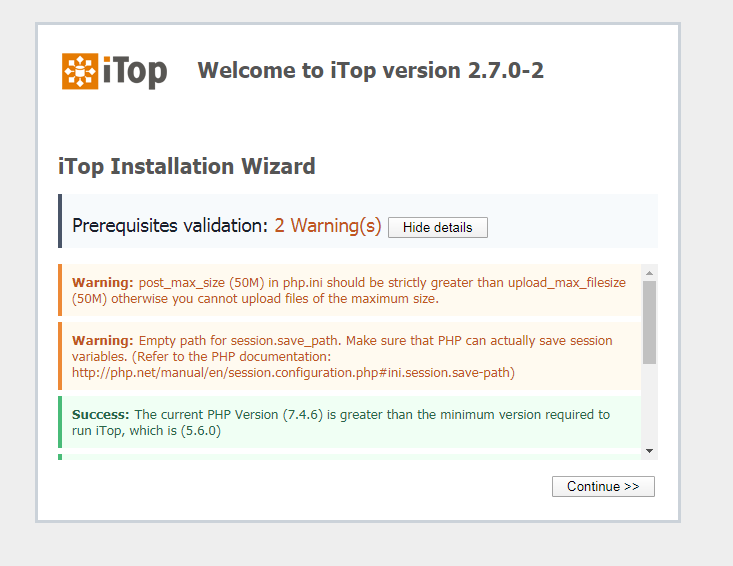 iTop
Welcome to iTop version 2.7.0-2
iTop Installation Wizard
Prerequisites validation: 2 Warning(s) Hide details
Warning: post_max_size (50M) in php.ini should be strictly greater than upload_max_filesize
(50M) otherwise you cannot upload files of the maximum size.
Warning: Empty path for session.save_path. Make sure that PHP can actually save session
variables. (Refer to the PHP documentation:
http://php.net/manual/en/session.configuration.php#ini.session.save-path)
Success: The current PHP Version (7.4.6) is greater than the minimum version required to
run iTop, which is (5.6.0)
Continue >>